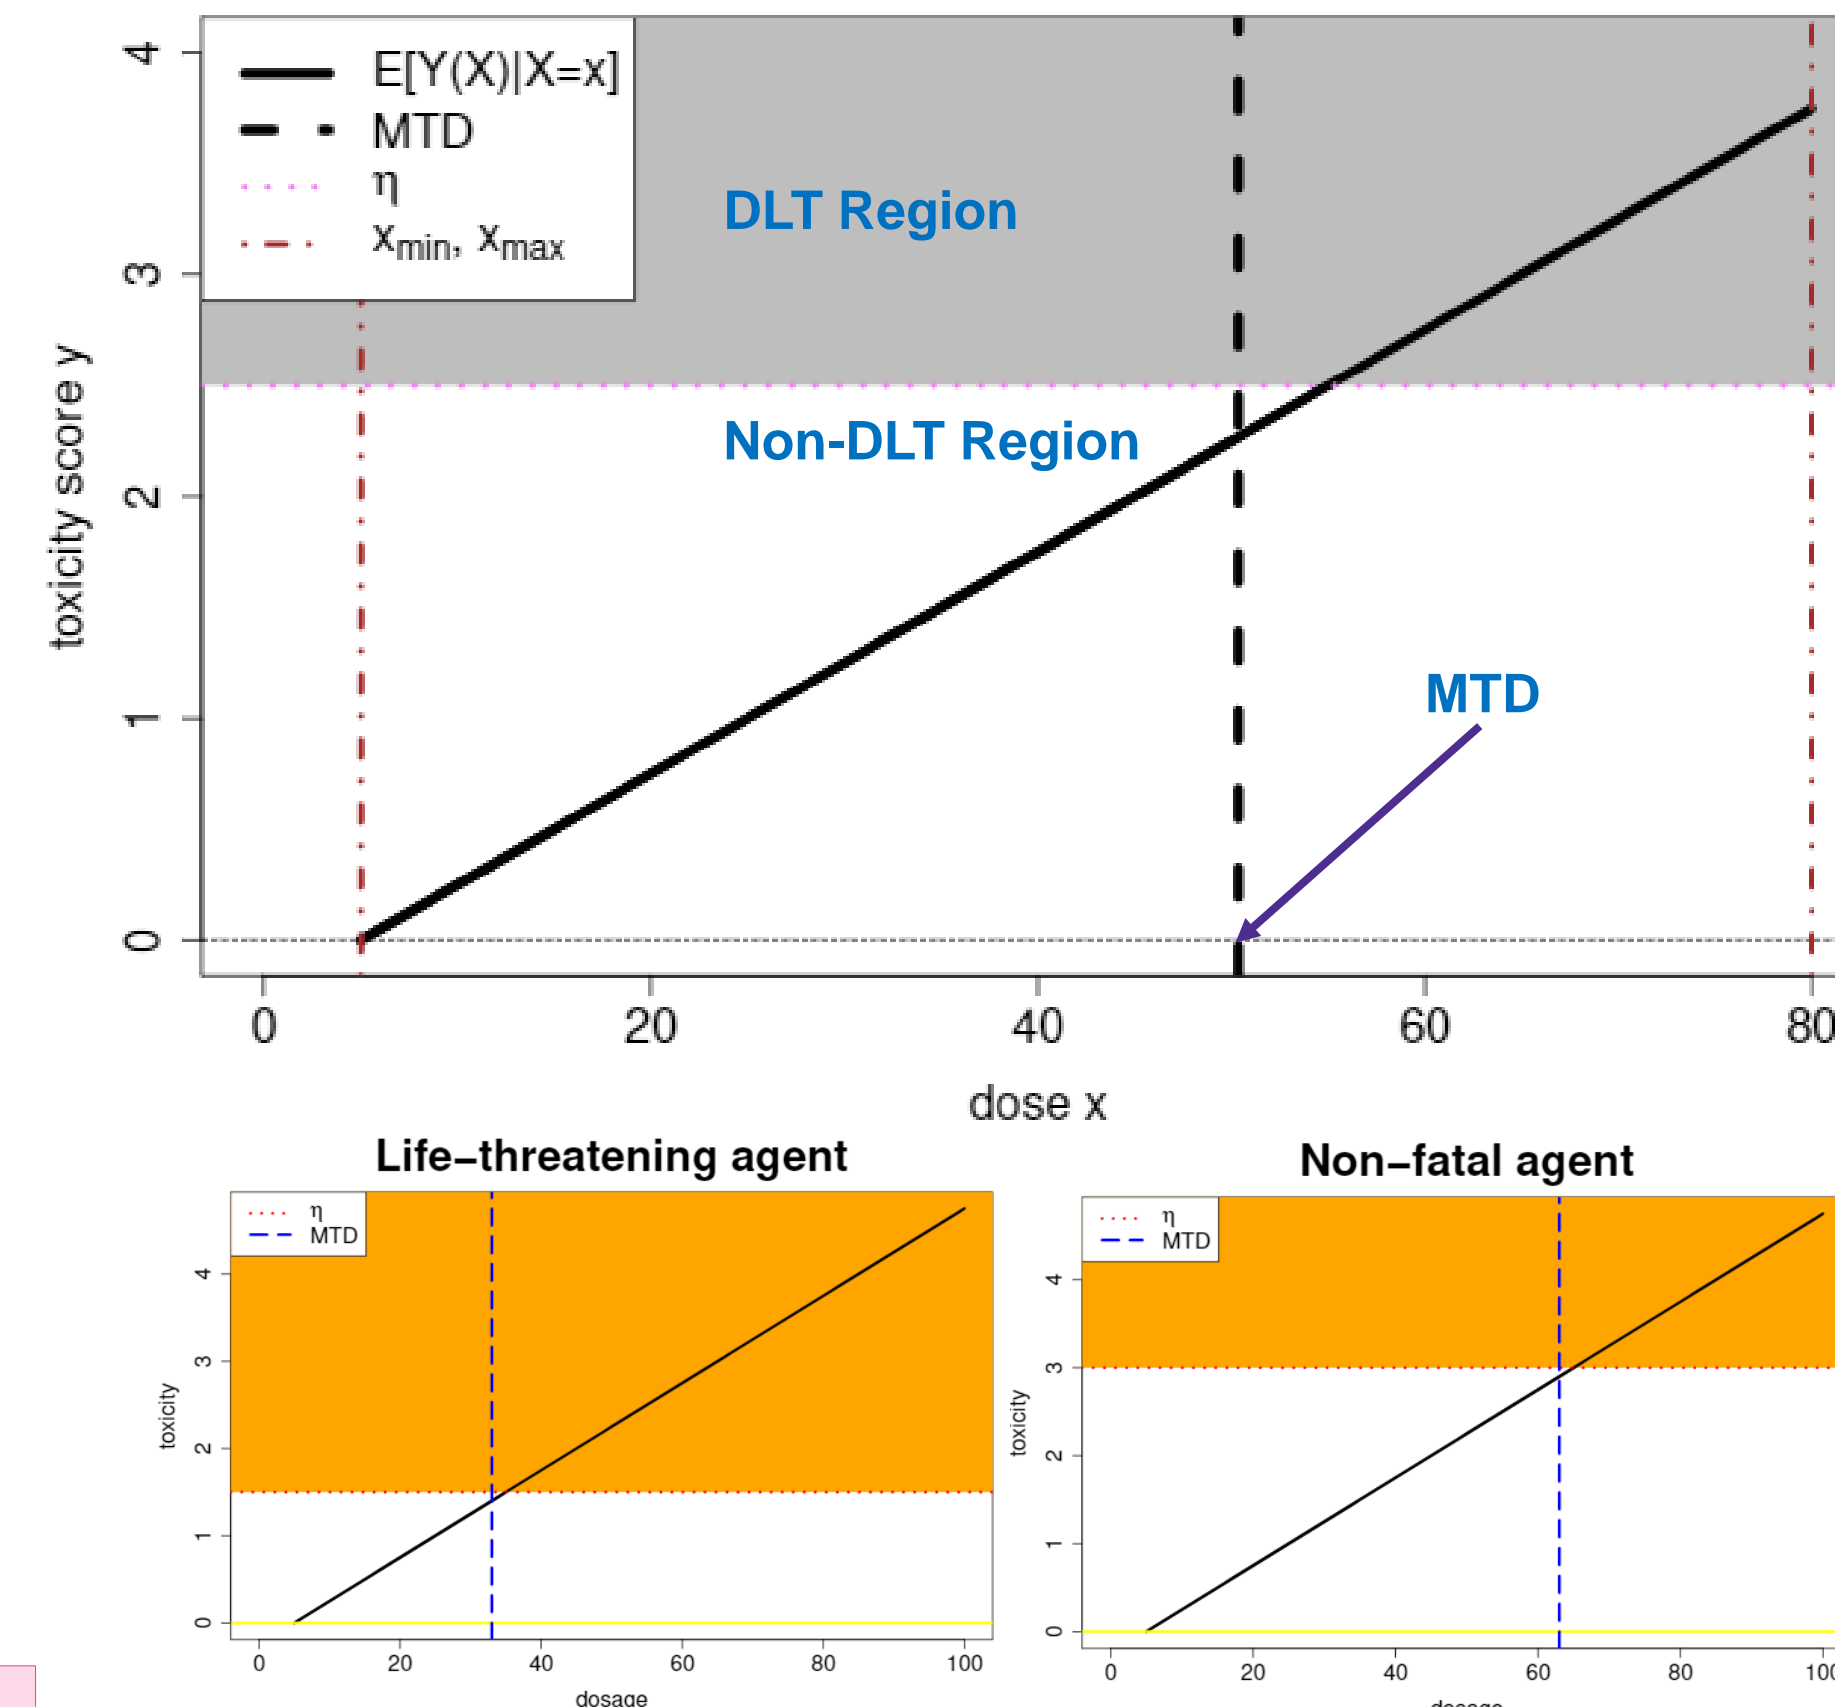 E[Y(X)|X=x]
MTD
η
xmin, xmax
DLT Region
Non-DLT Region
MTD
toxicity score y
4
3
2
1
0
0 20 40 60 80
dose x
Life−threatening agent
η
MTD
toxicity
4
3
2
1
0
0 20 40 60 80 100
dosage
Non−fatal agent
η
MTD
toxicity
4
3
2
1
0
0 20 40 60 80 100
dosage